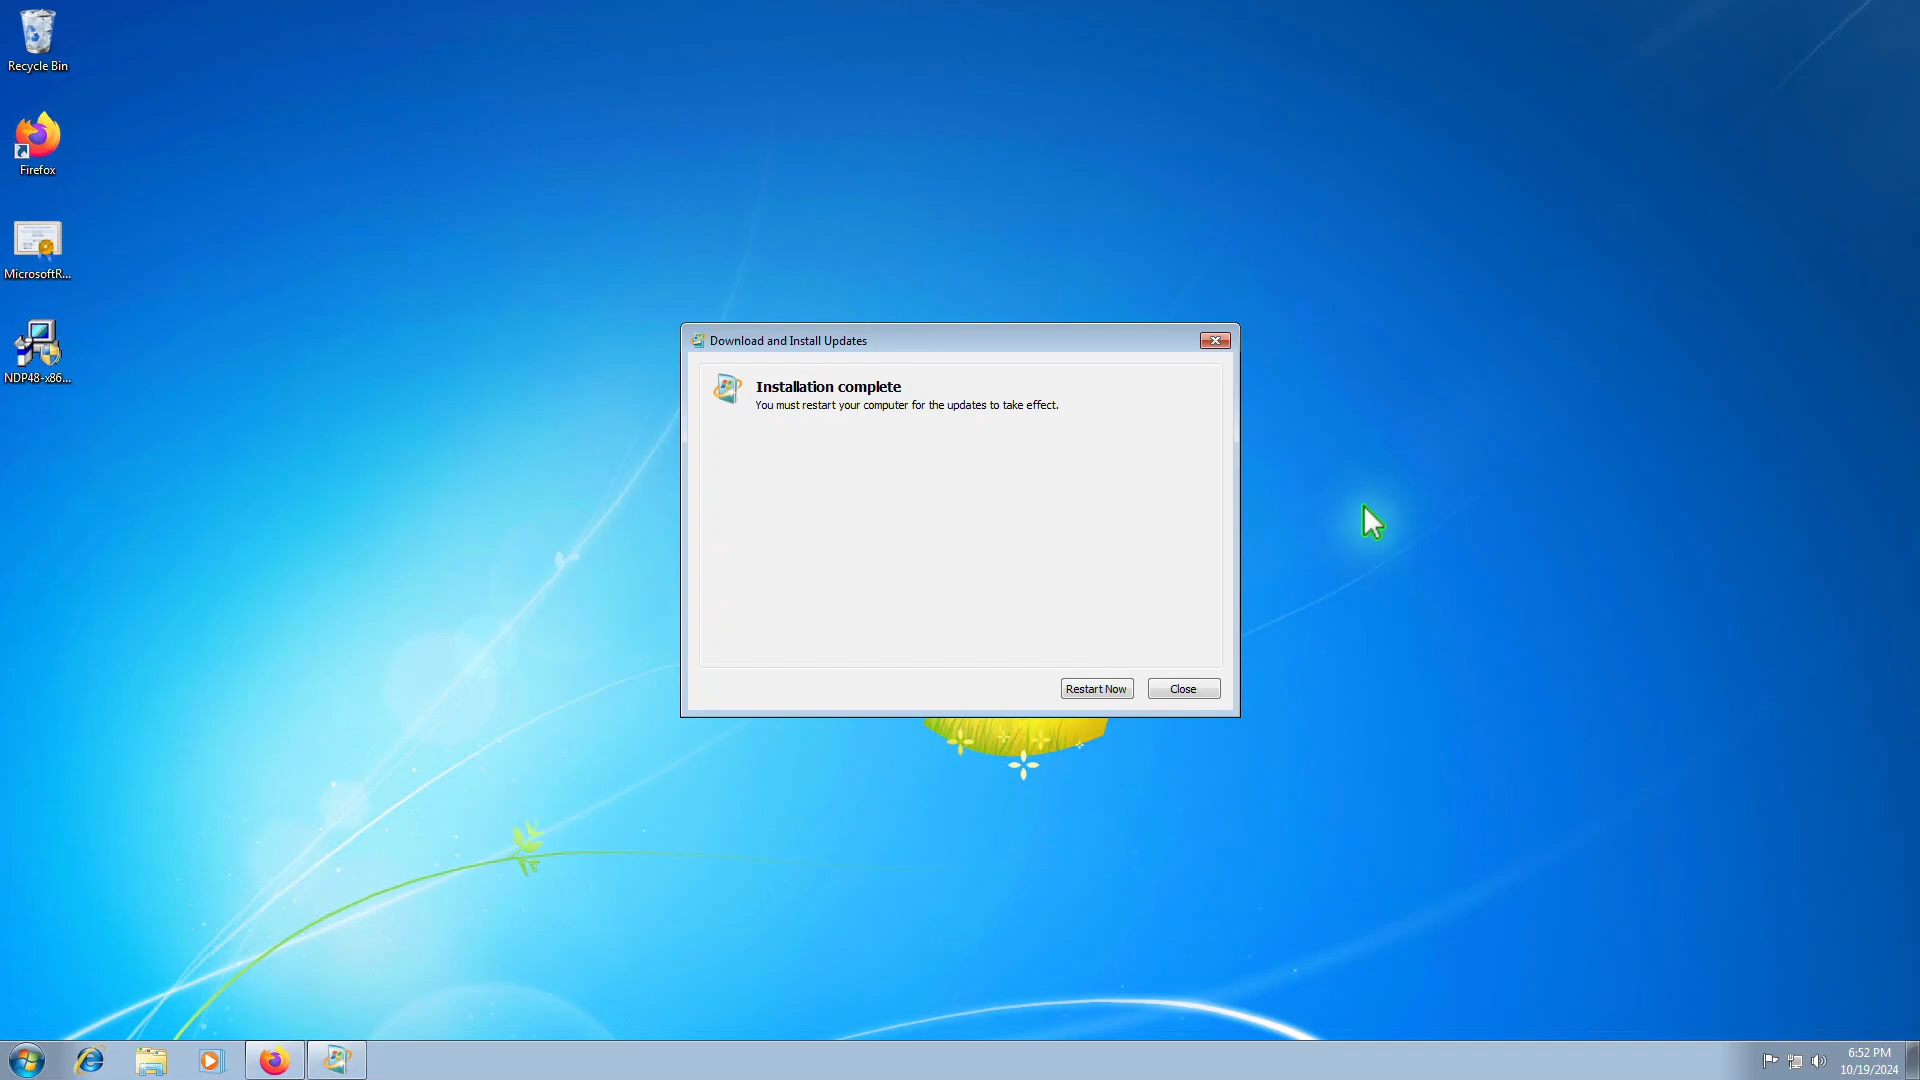 Recycle Bin
Firefox
MicrosoftR...
NDP48-x86...
Download and Install Updates
Installation complete
You must restart your computer for the updates to take effect.
Restart Now
Close
6:52 PM
10/19/2024